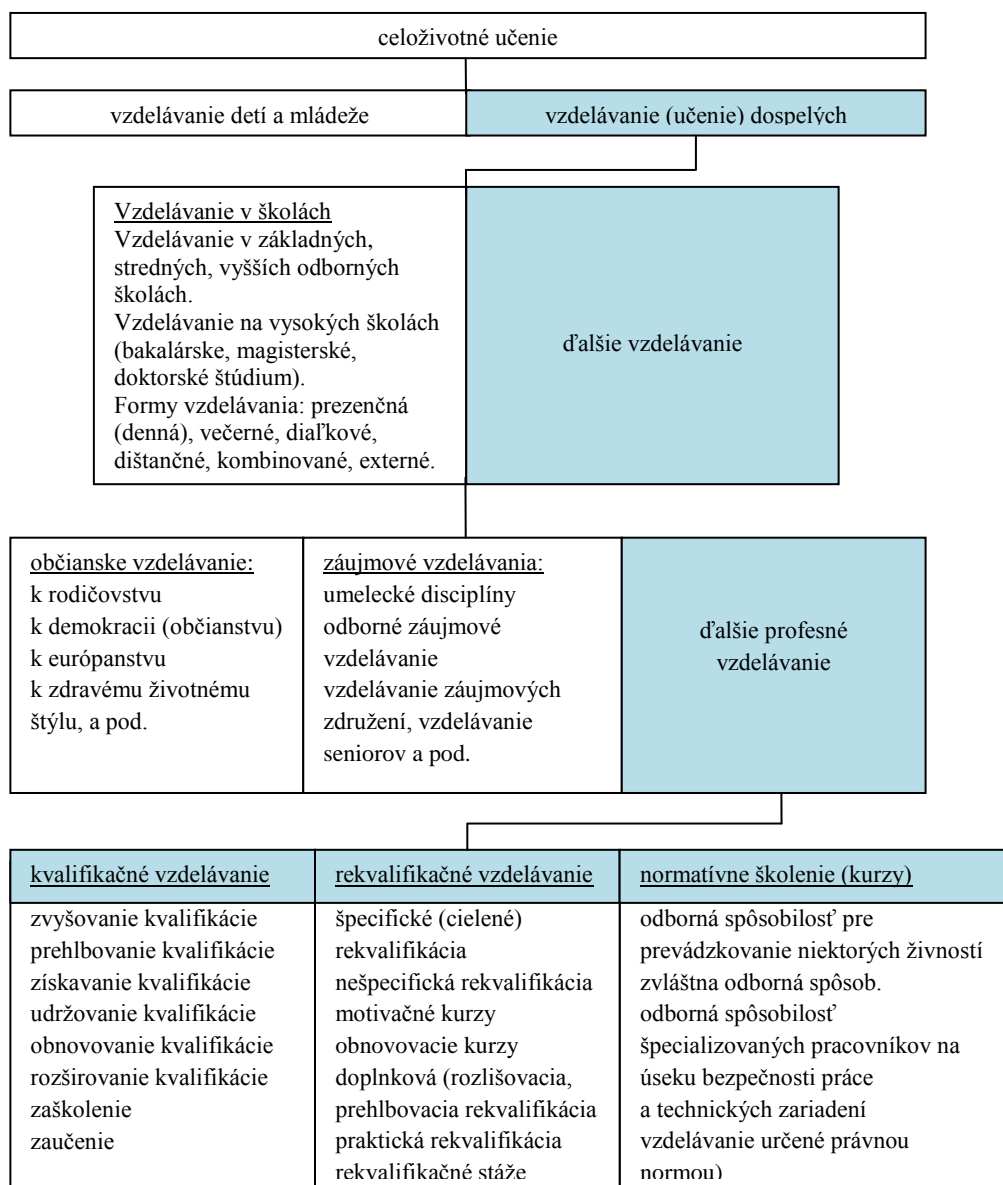 celoživotné učenie
vzdelávanie detí a mládeže
vzdelávanie (učenie) dospelých
Vzdelávanie v školách
Vzdelávanie v základných,
stredných, vyšších odborných
školách.
Vzdelávanie na vysokých školách
(bakalárske, magisterské,
doktorské štúdium).
Formy vzdelávania: prezenčná
(denná), večerné, diaľkové,
dištančné, kombinované, externé.
ďalšie vzdelávanie
občianske vzdelávanie:
k rodičovstvu
k demokracii (občianstvu)
k európanstvu
k zdravému životnému
štýlu, a pod.
záujmové vzdelávania:
umelecké disciplíny
odborné záujmové
vzdelávanie
vzdelávanie záujmových
združení, vzdelávanie
seniorov a pod.
ďalšie profesné
vzdelávanie
kvalifikačné vzdelávanie
zvyšovanie kvalifikácie
prehlbovanie kvalifikácie
získavanie kvalifikácie
udržovanie kvalifikácie
obnovovanie kvalifikácie
rozširovanie kvalifikácie
zaškolenie
zaučenie
rekvalifikačné vzdelávanie
špecifické (cielené)
rekvalifikácia
nešpecifická rekvalifikácia
motivačné kurzy
obnovovacie kurzy
doplnková (rozlišovacia,
prehlbovacia rekvalifikácia
praktická rekvalifikácia
rekvalifikačné stáže
normatívne školenie (kurzy)
odborná spôsobilosť pre
prevádzkovanie niektorých živností
zvláštna odborná spôsob.
odborná spôsobilosť
špecializovaných pracovníkov na
úseku bezpečnosti práce
a technických zariadení
vzdelávanie určené právnou
normou)